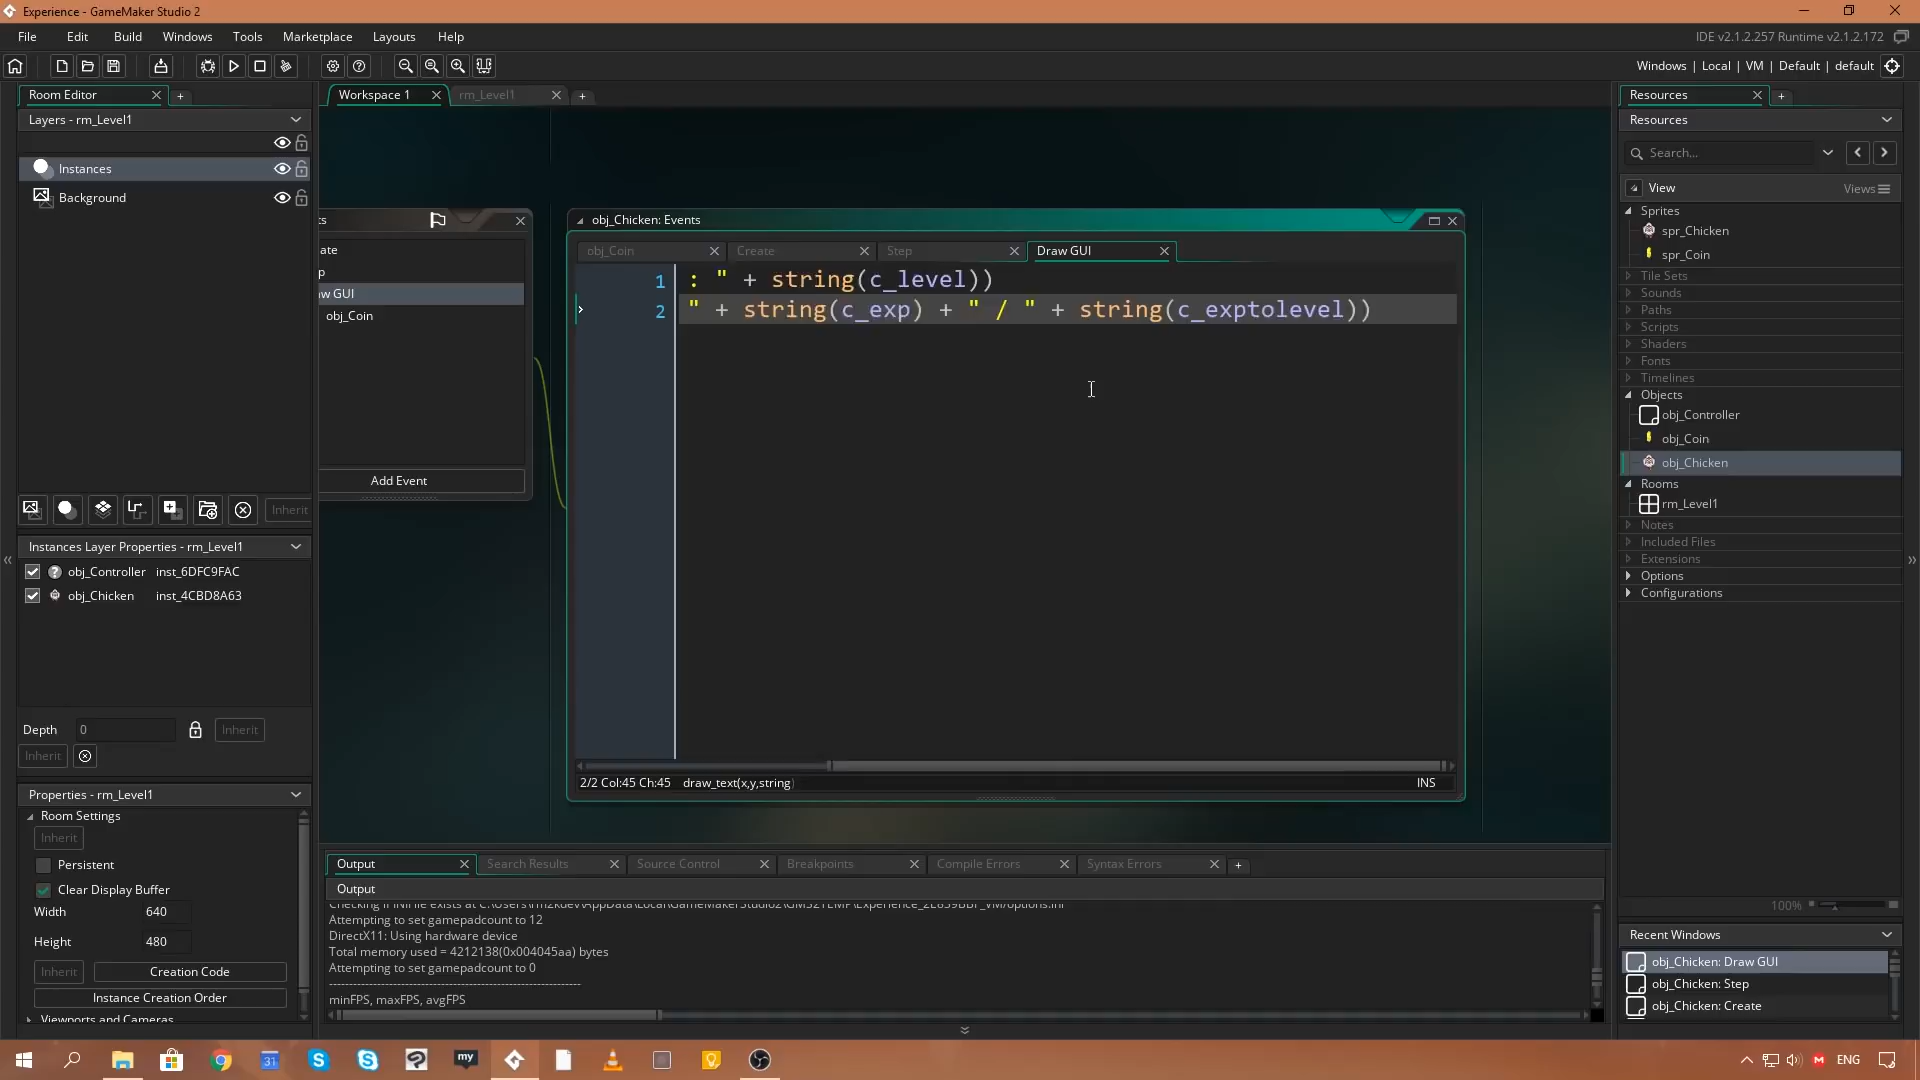 Experience - GameMaker Studio 2
File Edit Build Windows Tools Marketplace Layouts Help
IDE v2.1.2.257 Runtime v2.1.2.172
Windows | Local | VM | Default | default
Room Editor
Layers - rm_Level1
Instances
Background
Inherit
Instances Layer Properties - rm_Level1
obj_Controller inst_6DFC9FAC
obj_Chicken inst_4CBD8A63
Depth 0 Inherit
Inherit
Properties - rm_Level1
Room Settings
Inherit
Persistent
Clear Display Buffer
Width 640
Height 480
Inherit Creation Code
Instance Creation Order
Viewports and Cameras
Workspace 1 rm_Level1
ts
ate
p
aw GUI
obj_Coin
Add Event
obj_Chicken: Events
obj_Coin Create Step Draw GUI
1 : " + string(c_level))
2 " + string(c_exp) + " / " + string(c_exptolevel))
2/2 Col:45 Ch:45 draw_text(x,y,string) INS
Output Search Results Source Control Breakpoints Compile Errors Syntax Errors
Output
Attempting to set gamepadcount to 12
DirectX11: Using hardware device
Total memory used = 4212138(0x004045aa) bytes
Attempting to set gamepadcount to 0
------------------------------------------------------------
minFPS, maxFPS, avgFPS
Resources
Resources
Search...
View Views
Sprites
spr_Chicken
spr_Coin
Tile Sets
Sounds
Paths
Scripts
Shaders
Fonts
Timelines
Objects
obj_Controller
obj_Coin
obj_Chicken
Rooms
rm_Level1
Notes
Included Files
Extensions
Options
Configurations
100%
Recent Windows
obj_Chicken: Draw GUI
obj_Chicken: Step
obj_Chicken: Create
31
my
ENG